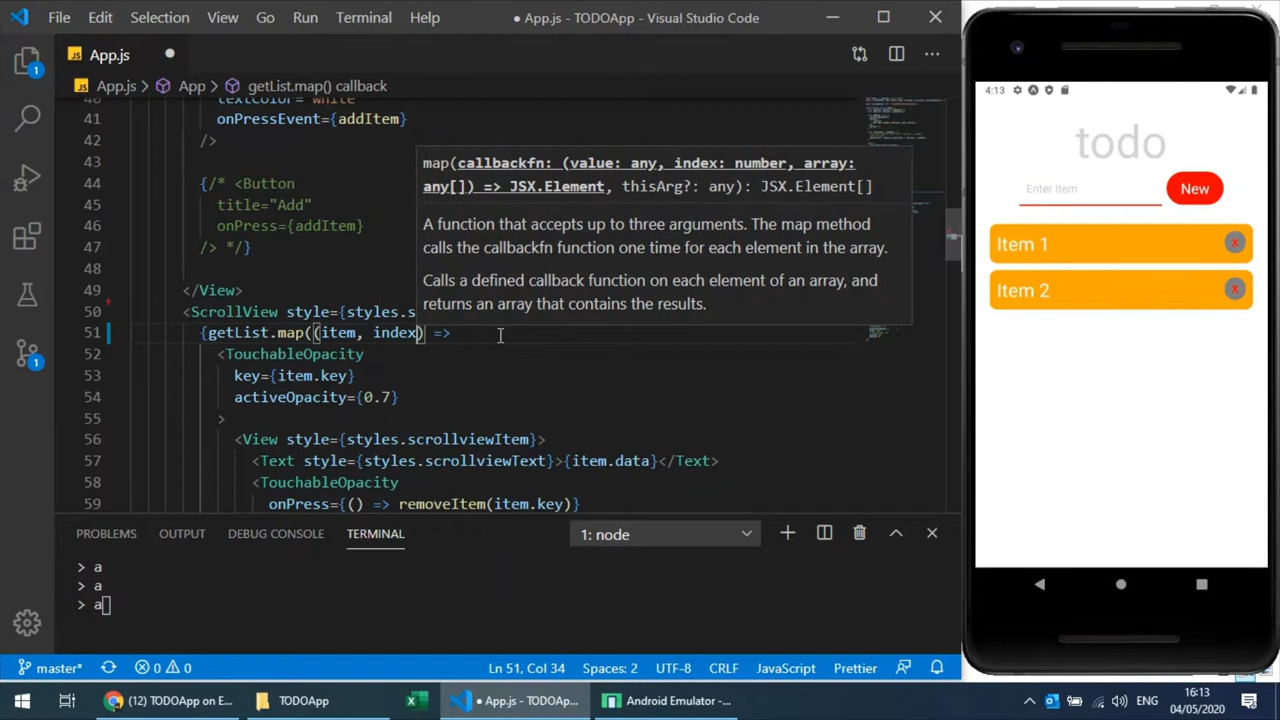 File Edit Selection View Go Run Terminal Help
● App.js - TODOApp - Visual Studio Code
JS App.js ●
JS App.js > App > getList.map() callback
40 textColor="white"
41 onPressEvent={addItem}
42 />
43
44 {/* <Button
45 title="Add"
46 onPress={addItem}
47 /> */}
48
49 </View>
50 <ScrollView style={styles.s
51 {getList.map((item, index) =>
52 <TouchableOpacity
53 key={item.key}
54 activeOpacity={0.7}
55 >
56 <View style={styles.scrollviewItem}>
57 <Text style={styles.scrollviewText}>{item.data}</Text>
58 <TouchableOpacity
59 onPress={() => removeItem(item.key)}
map(callbackfn: (value: any, index: number, array:
any[]) => JSX.Element, thisArg?: any): JSX.Element[]
A function that accepts up to three arguments. The map method
calls the callbackfn function one time for each element in the array.
Calls a defined callback function on each element of an array, and
returns an array that contains the results.
1
1
PROBLEMS OUTPUT DEBUG CONSOLE TERMINAL 1: node
> a
> a
> a
master* 0 0 Ln 51, Col 34 Spaces: 2 UTF-8 CRLF JavaScript Prettier
4:13
todo
Enter Item New
Item 1 x
Item 2 x
(12) TODOApp on E... TODOApp ● App.js - TODOAp... Android Emulator -... ENG 16:13
04/05/2020